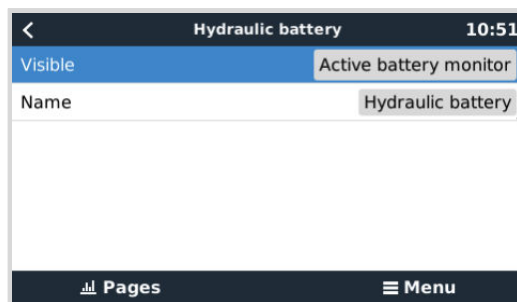 Hydraulic battery 10:51
Visible Active battery monitor
Name Hydraulic battery
Pages Menu